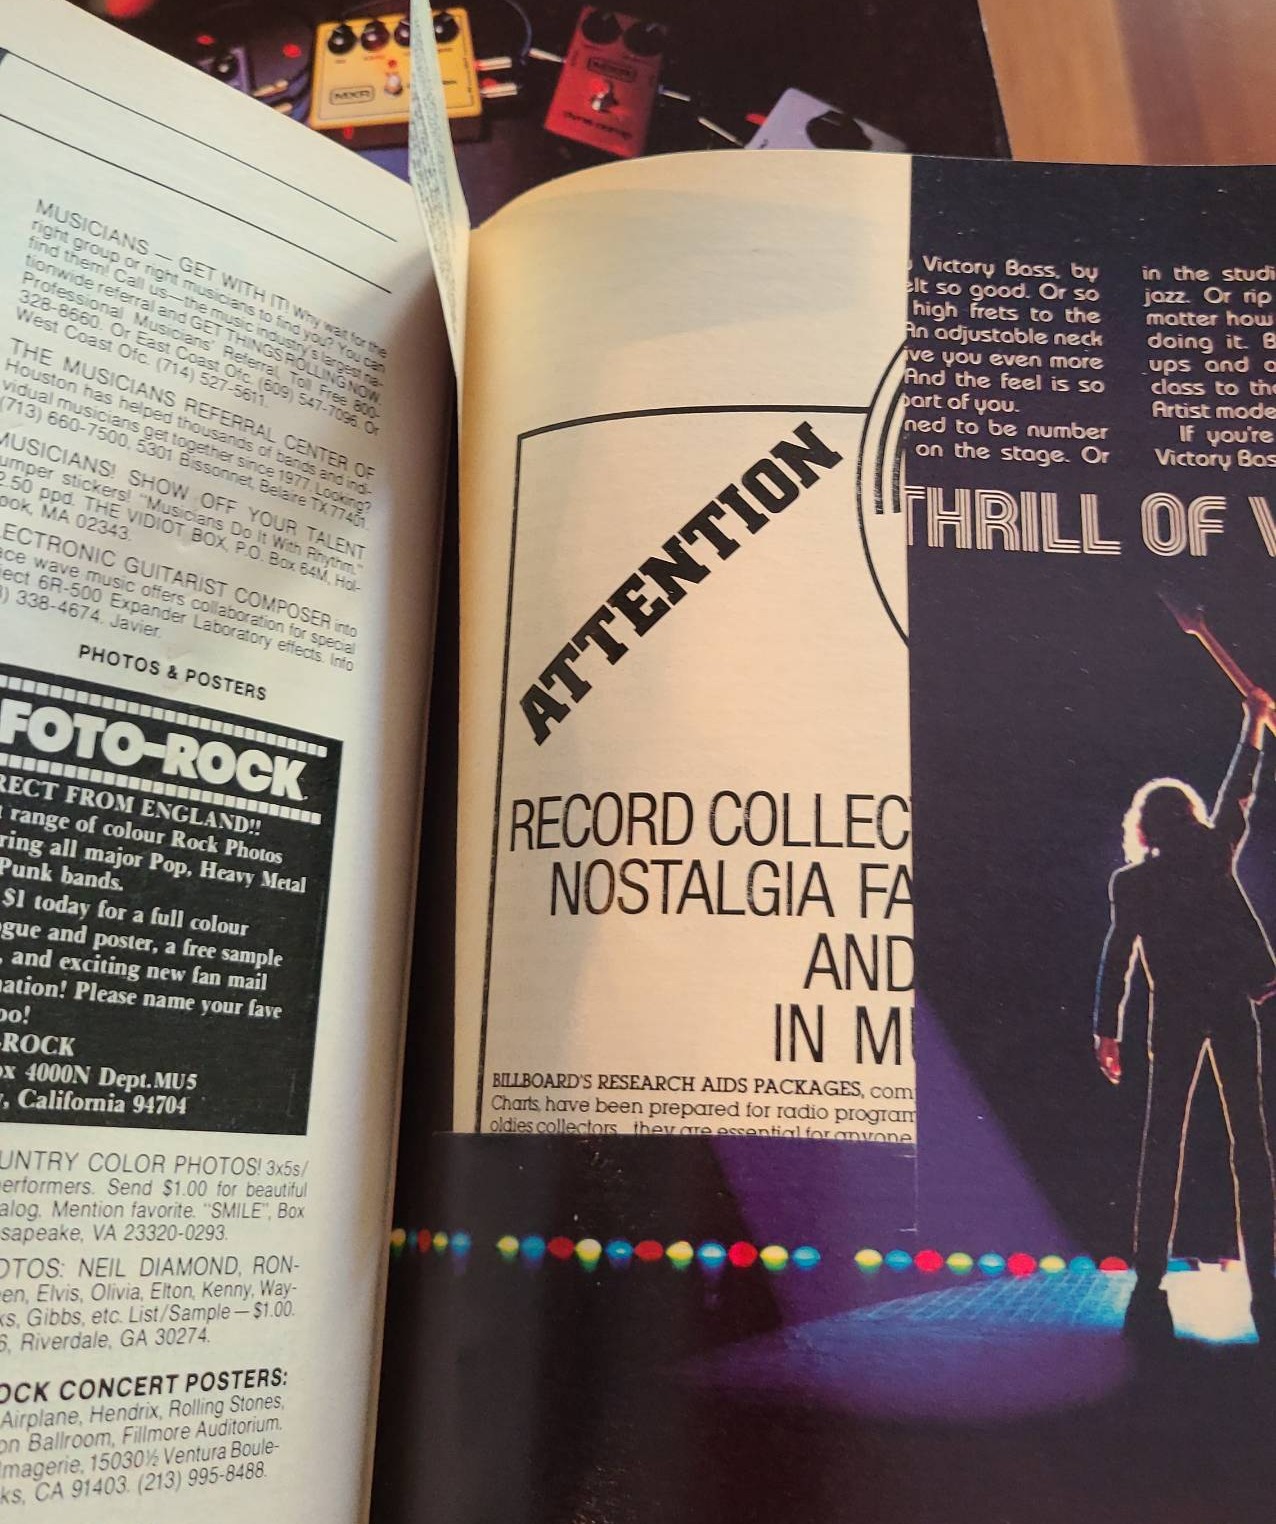 MXR
MXR
dyna comp
MUSICIANS — GET WITH IT! Why wait for the
right group or right musicians to find you? You can
find them! Call us—the music industry's largest na-
tionwide referral and GET THINGS ROLLING NOW.
Professional Musicians' Referral, Toll Free 800-
328-8660. Or East Coast Ofc. (609) 547-7096. Or
West Coast Ofc. (714) 527-5611.
THE MUSICIANS REFERRAL CENTER OF
Houston has helped thousands of bands and indi-
vidual musicians get together since 1977. Looking?
(713) 660-7500, 5301 Bissonnet, Belaire TX 77401.
MUSICIANS! SHOW OFF YOUR TALENT
umper stickers! "Musicians Do It With Rhythm."
2.50 ppd. THE VIDIOT BOX, P.O. Box 64M, Hol-
ook, MA 02343.
LECTRONIC GUITARIST COMPOSER into
ace wave music offers collaboration for special
ject 6R-500 Expander Laboratory effects. Info
) 338-4674. Javier.
PHOTOS & POSTERS
FOTO-ROCK
RECT FROM ENGLAND!!
range of colour Rock Photos
ring all major Pop, Heavy Metal
Punk bands.
$1 today for a full colour
gue and poster, a free sample
, and exciting new fan mail
nation! Please name your fave
oo!
-ROCK
ox 4000N Dept.MU5
y, California 94704
UNTRY COLOR PHOTOS! 3x5s/
erformers. Send $1.00 for beautiful
alog. Mention favorite. "SMILE", Box
sapeake, VA 23320-0293.
OTOS: NEIL DIAMOND, RON-
en, Elvis, Olivia, Elton, Kenny, Way-
ks, Gibbs, etc. List/Sample—$1.00.
6, Riverdale, GA 30274.
OCK CONCERT POSTERS:
Airplane, Hendrix, Rolling Stones,
on Ballroom, Fillmore Auditorium.
Imagerie, 15030½ Ventura Boule-
ks, CA 91403. (213) 995-8488.
ATTENTION
RECORD COLLEC
NOSTALGIA FA
AND
IN M
BILLBOARD'S RESEARCH AIDS PACKAGES, com
Charts, have been prepared for radio program
oldies collectors they are essential for anyone
Victory Bass, by
elt so good. Or so
high frets to the
An adjustable neck
ive you even more
And the feel is so
part of you.
ned to be number
on the stage. Or
in the studi
jazz. Or rip
matter how
doing it. B
ups and a
class to the
Artist mode
If you're
Victory Bas
THRILL OF V